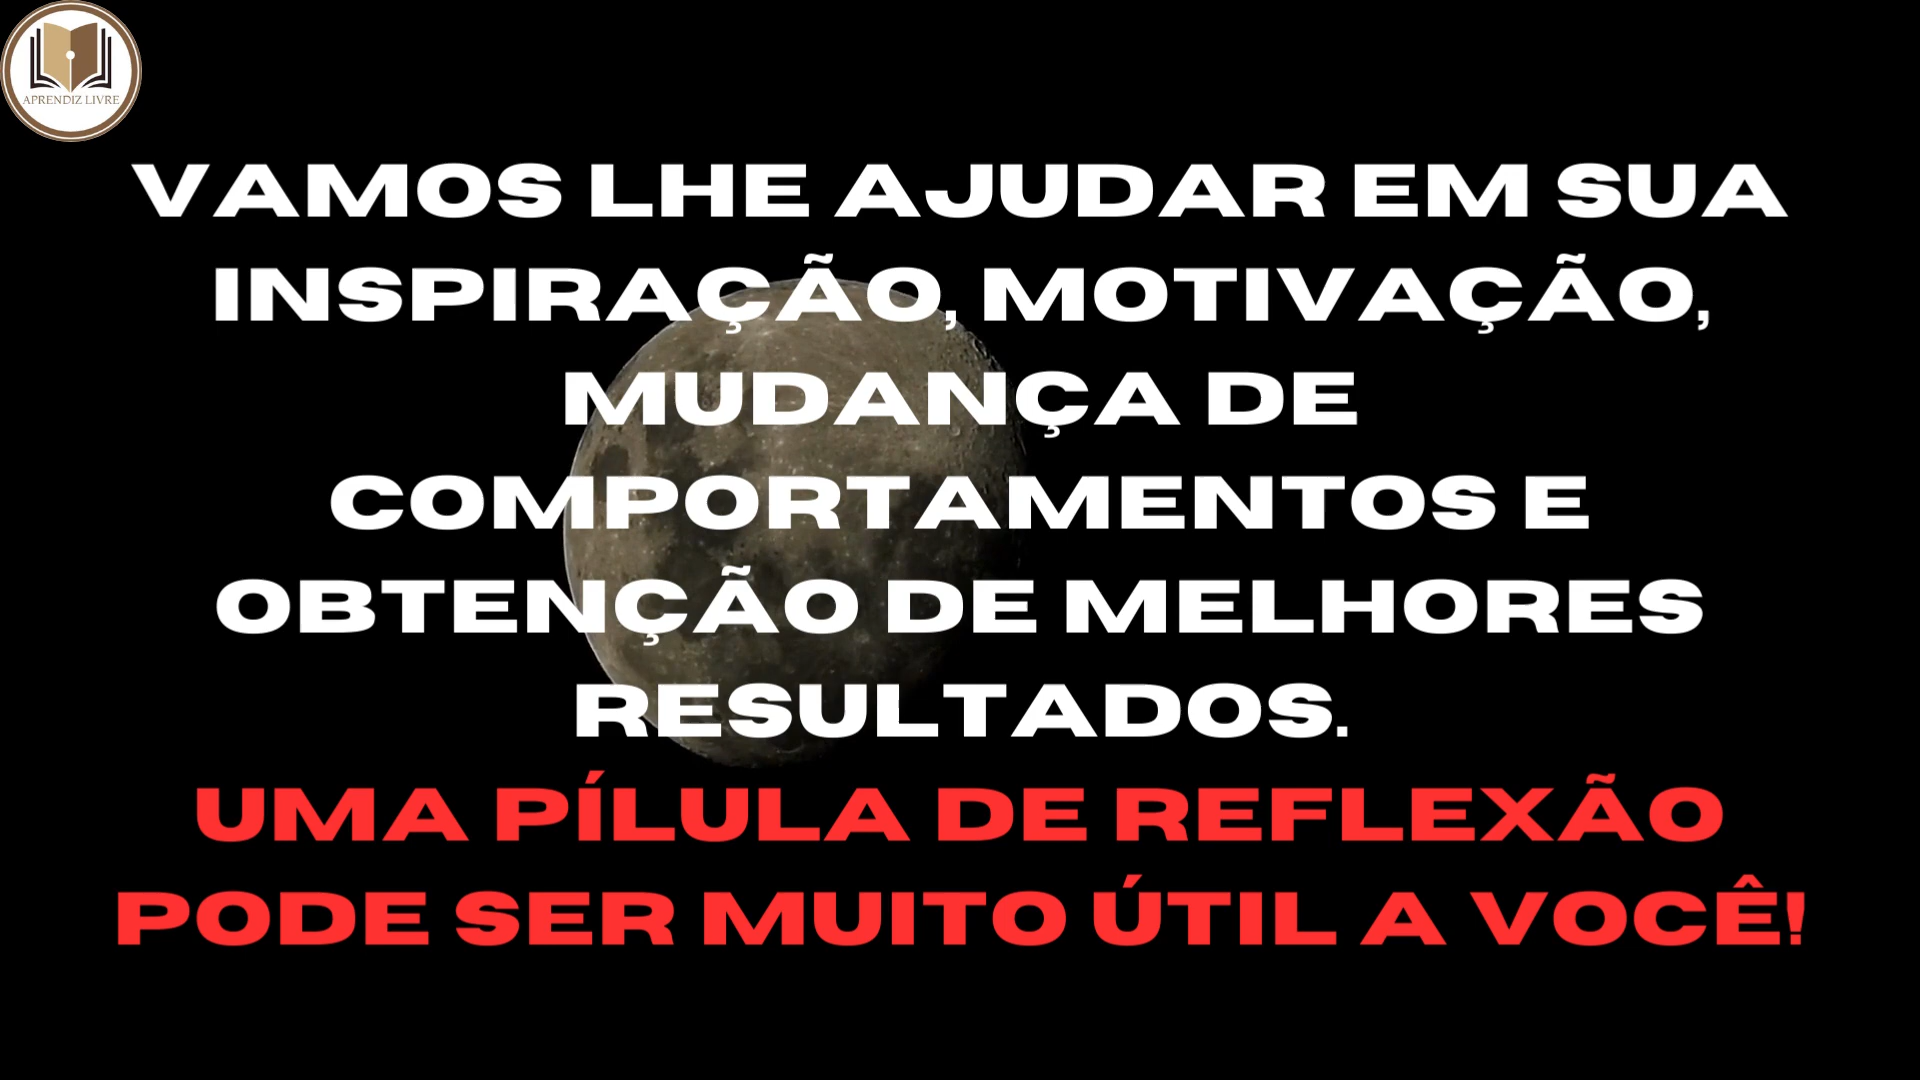 APRENDIZ LIVRE
VAMOS LHE AJUDAR EM SUA
INSPIRAÇÃO, MOTIVAÇÃO,
MUDANÇA DE
COMPORTAMENTOS E
OBTENÇÃO DE MELHORES
RESULTADOS.
UMA PÍLULA DE REFLEXÃO
PODE SER MUITO ÚTIL A VOCÊ!